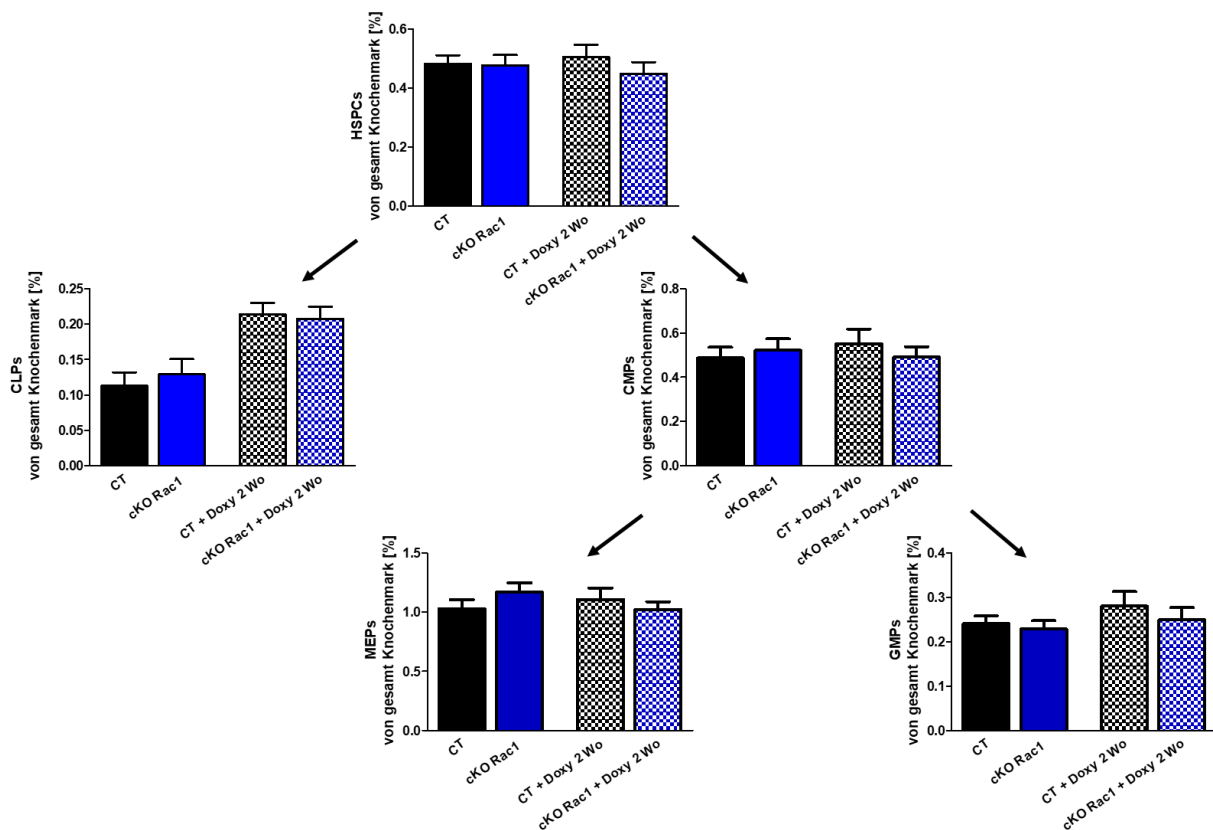 HSPCs
von gesamt Knochenmark [%]
0.6
0.4
0.2
0.0
CT
cKO Rac1
CT + Doxy 2 Wo
cKO Rac1 + Doxy 2 Wo
CLPs
von gesamt Knochenmark [%]
0.25
0.20
0.15
0.10
0.05
0.00
CT
cKO Rac1
CT + Doxy 2 Wo
cKO Rac1 + Doxy 2 Wo
CMPs
von gesamt Knochenmark [%]
0.8
0.6
0.4
0.2
0.0
CT
cKO Rac1
CT + Doxy 2 Wo
cKO Rac1 + Doxy 2 Wo
MEPs
von gesamt Knochenmark [%]
1.5
1.0
0.5
0.0
CT
cKO Rac1
CT + Doxy 2 Wo
cKO Rac1 + Doxy 2 Wo
GMPs
von gesamt Knochenmark [%]
0.4
0.3
0.2
0.1
0.0
CT
cKO Rac1
CT + Doxy 2 Wo
cKO Rac1 + Doxy 2 Wo